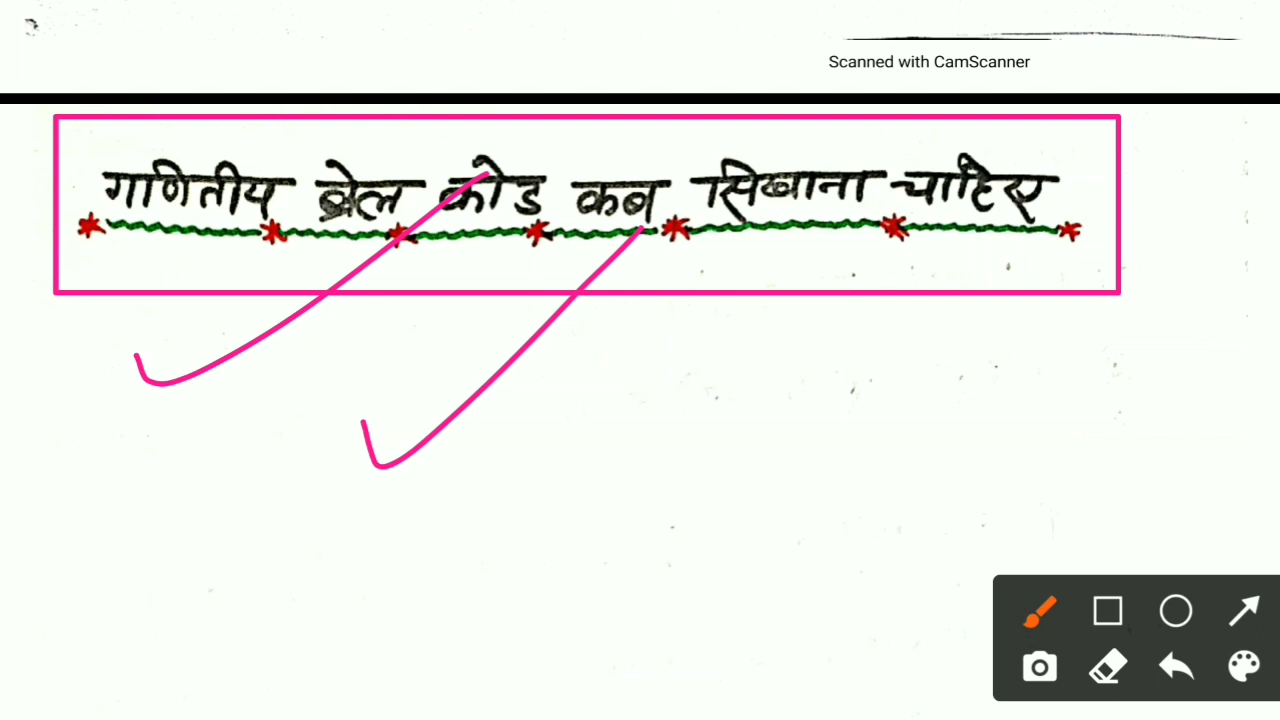 Scanned with CamScanner
गणितीय ब्रेल कोड कब सिखाना चाहिए